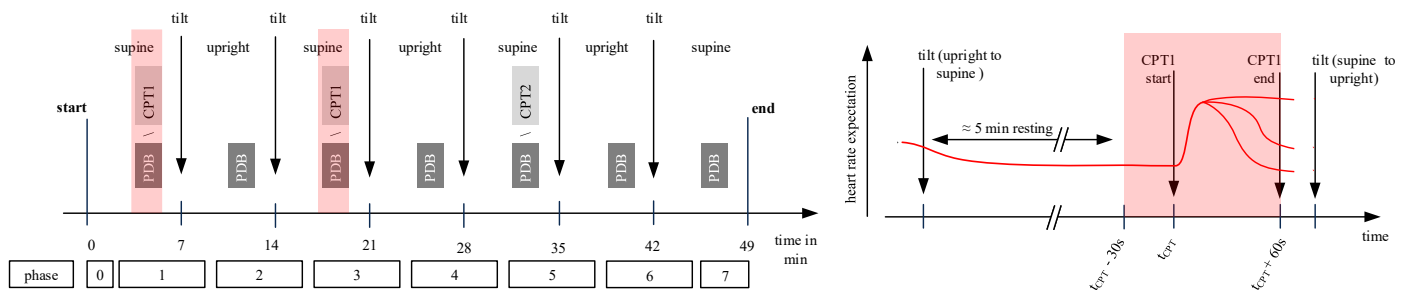 tilt tilt tilt tilt tilt tilt
supine upright supine upright supine upright supine
start
end
CPT1 CPT1 CPT2
\ \ \
PDB PDB PDB PDB PDB PDB PDB
0 7 14 21 28 35 42 49
time in
min
phase 0 1 2 3 4 5 6 7
heart rate expectation
tilt (upright to
supine )
≈ 5 min resting
CPT1
start
CPT1
end
tilt (supine to
upright)
tCPT - 30s
tCPT
tCPT + 60s
time